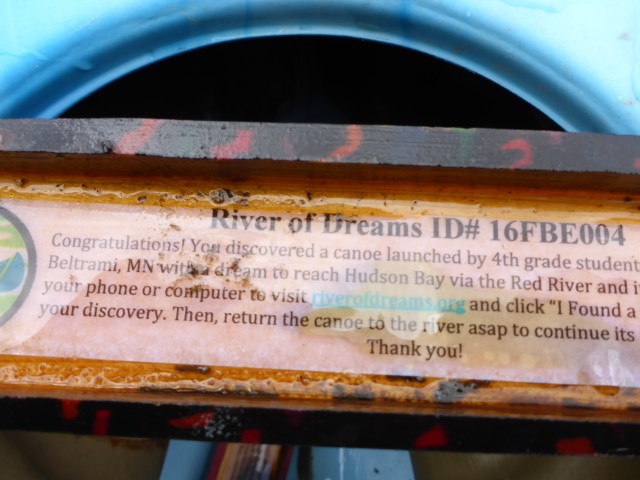 River of Dreams ID# 16FBE004
Congratulations! You discovered a canoe launched by 4th grade student
Beltrami, MN with a dream to reach Hudson Bay via the Red River and i
your phone or computer to visit riverofdreams.org and click "I Found a
your discovery. Then, return the canoe to the river asap to continue its
Thank you!